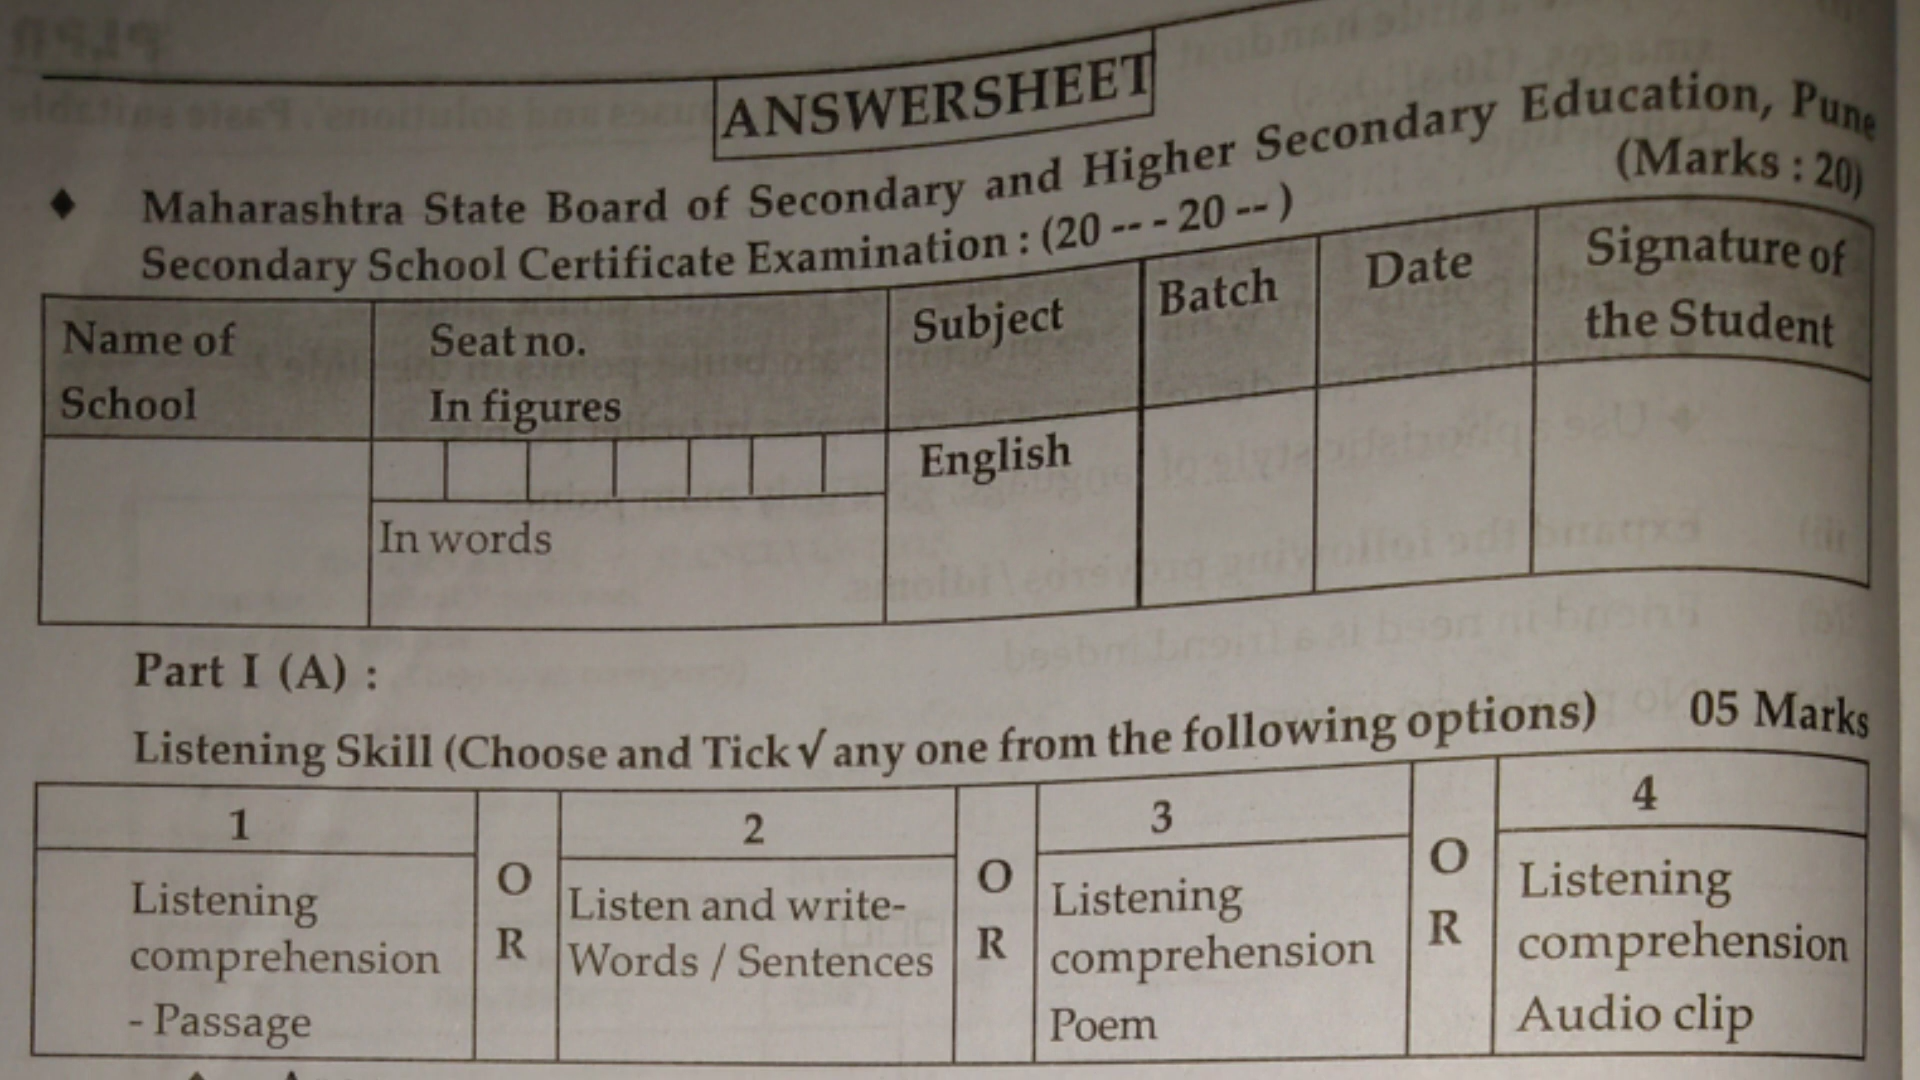 ANSWERSHEET
♦ Maharashtra State Board of Secondary and Higher Secondary Education, Pune
(Marks : 20)
Secondary School Certificate Examination : (20 -- - 20 -- )
Name of School
Seat no.
In figures
Subject
Batch
Date
Signature of
the Student
English
In words
Part I (A) :
Listening Skill (Choose and Tick √ any one from the following options) 05 Marks
1
Listening
comprehension
- Passage
O
R
2
Listen and write-
Words / Sentences
O
R
3
Listening
comprehension
Poem
O
R
4
Listening
comprehension
Audio clip